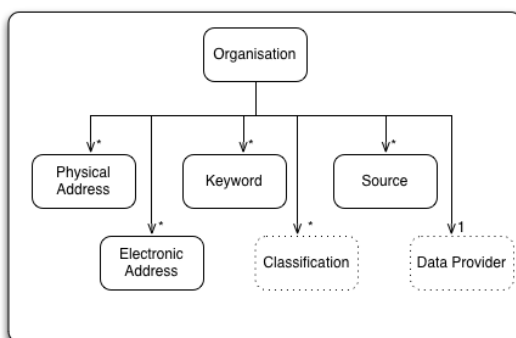 Organisation
*
*
*
Physical
Address
Keyword
Source
*
*
1
Electronic
Address
Classification
Data Provider